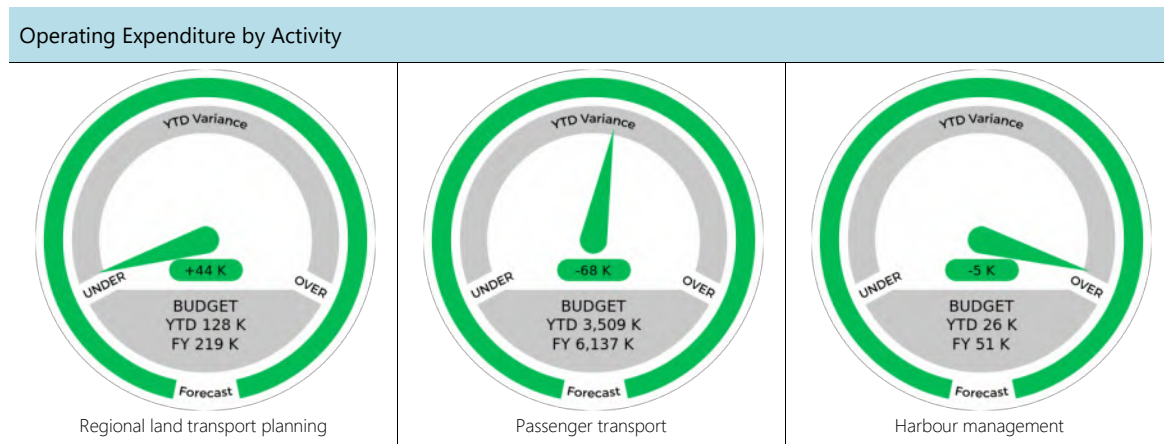 Operating Expenditure by Activity
YTD Variance
+44 K
UNDER
OVER
BUDGET
YTD 128 K
FY 219 K
Forecast
Regional land transport planning
YTD Variance
-68 K
UNDER
OVER
BUDGET
YTD 3,509 K
FY 6,137 K
Forecast
Passenger transport
YTD Variance
-5 K
UNDER
OVER
BUDGET
YTD 26 K
FY 51 K
Forecast
Harbour management